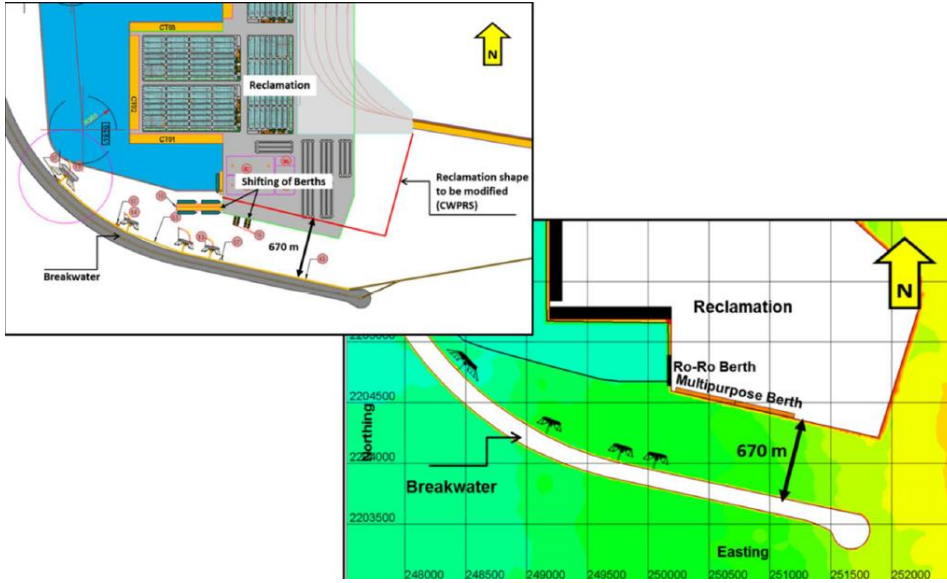 CT03
N
Reclamation
CT02
CT01
Shifting of Berths
Reclamation shape
to be modified
(CWPRS)
670 m
Breakwater
N
Reclamation
2205000
Ro-Ro Berth
Multipurpose Berth
2204500
Northing
670 m
2204000
Breakwater
2203500
Easting
248000 248500 249000 249500 250000 250500 251000 251500 252000